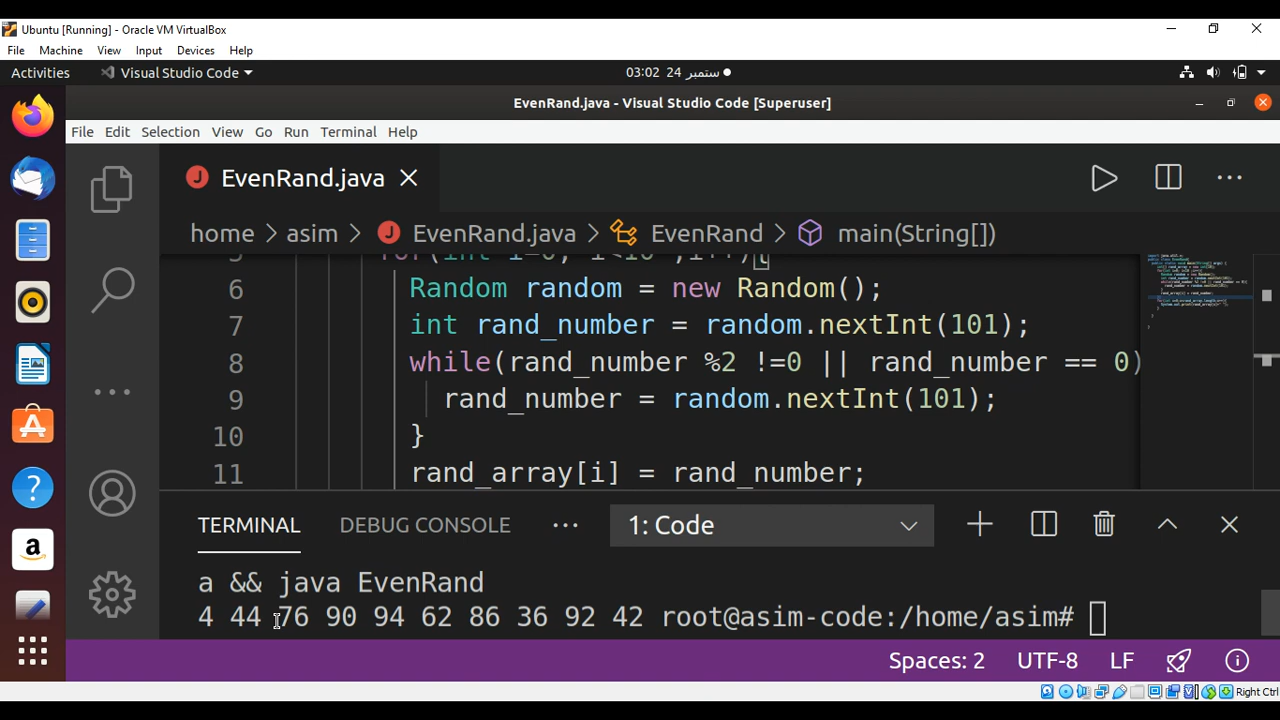 Ubuntu [Running] - Oracle VM VirtualBox
File Machine View Input Devices Help
Activities Visual Studio Code 03:02 24 ستمبر
EvenRand.java - Visual Studio Code [Superuser]
File Edit Selection View Go Run Terminal Help
EvenRand.java
home > asim > EvenRand.java > EvenRand > main(String[])
6 Random random = new Random();
7 int rand_number = random.nextInt(101);
8 while(rand_number %2 !=0 || rand_number == 0)
9 rand_number = random.nextInt(101);
10 }
11 rand_array[i] = rand_number;
TERMINAL DEBUG CONSOLE ··· 1: Code
a && java EvenRand
4 44 76 90 94 62 86 36 92 42 root@asim-code:/home/asim#
Spaces: 2 UTF-8 LF
Right Ctrl